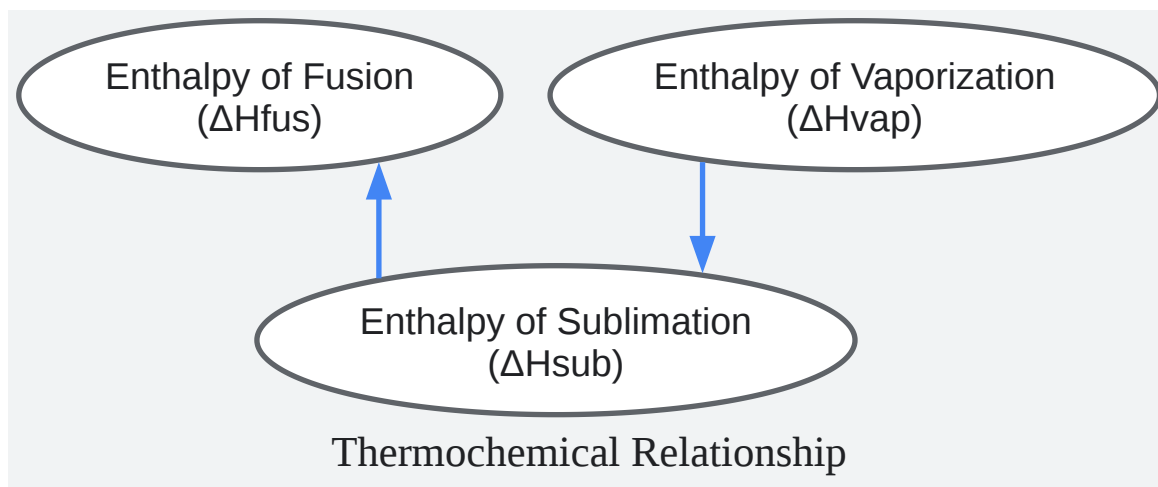 Enthalpy of Fusion
(ΔHfus)
Enthalpy of Vaporization
(ΔHvap)
Enthalpy of Sublimation
(ΔHsub)
Thermochemical Relationship